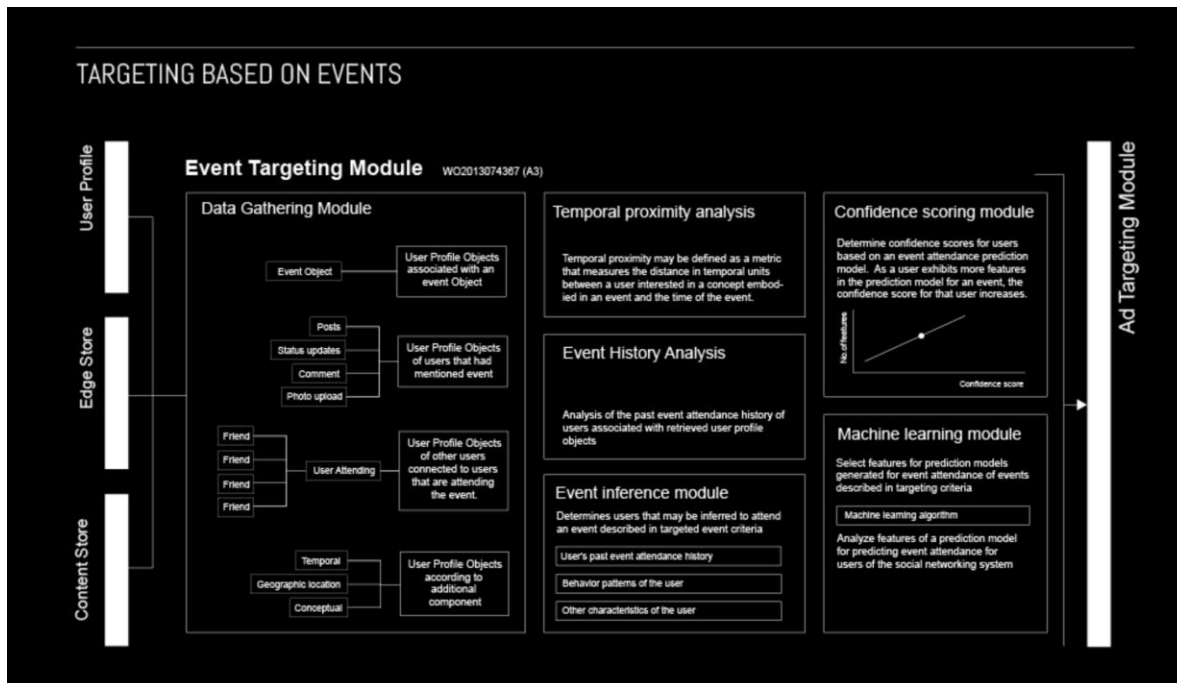 TARGETING BASED ON EVENTS
User Profile
Edge Store
Content Store
Event Targeting Module WO2013074367 (A3)
Data Gathering Module
Event Object
User Profile Objects
associated with an
event Object
Posts
Status updates
Comment
Photo upload
User Profile Objects
of users that had
mentioned event
Friend
Friend
Friend
Friend
User Attending
User Profile Objects
of other users
connected to users
that are attending
the event.
Temporal
Geographic location
Conceptual
User Profile Objects
according to
additional
component
Temporal proximity analysis
Temporal proximity may be defined as a metric
that measures the distance in temporal units
between a user interested in a concept embod-
ied in an event and the time of the event.
Event History Analysis
Analysis of the past event attendance history of
users associated with retrieved user profile
objects
Event inference module
Determines users that may be inferred to attend
an event described in targeted event criteria
User's past event attendance history
Behavior patterns of the user
Other characteristics of the user
Confidence scoring module
Determine confidence scores for users
based on an event attendance prediction
model. As a user exhibits more features
in the prediction model for an event, the
confidence score for that user increases.
No. of features
Confidence score
Machine learning module
Select features for prediction models
generated for event attendance of events
described in targeting criteria
Machine learning algorithm
Analyze features of a prediction model
for predicting event attendance for
users of the social networking system
Ad Targeting Module